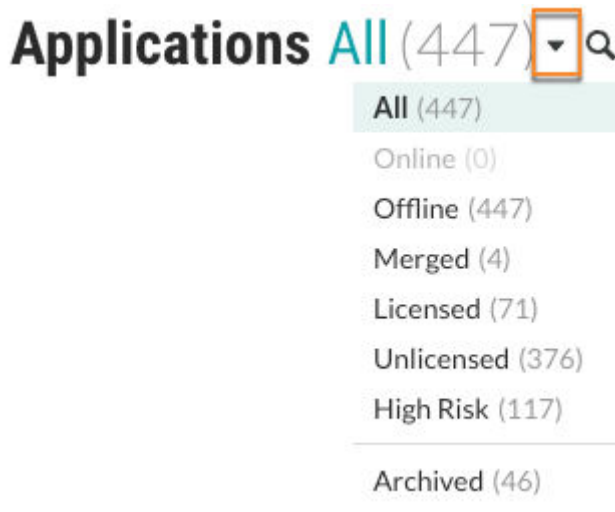 Applications All (447)
All (447)
Online (0)
Offline (447)
Merged (4)
Licensed (71)
Unlicensed (376)
High Risk (117)
Archived (46)